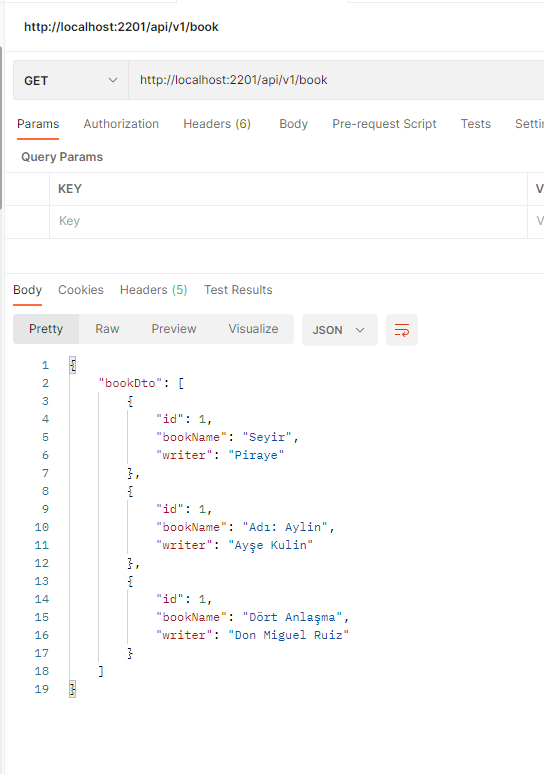 http://localhost:2201/api/v1/book
GET http://localhost:2201/api/v1/book
Params Authorization Headers (6) Body Pre-request Script Tests Setti
Query Params
KEY V
Key V
Body Cookies Headers (5) Test Results
Pretty Raw Preview Visualize JSON
1 {
2 "bookDto": [
3 {
4 "id": 1,
5 "bookName": "Seyir",
6 "writer": "Piraye"
7 },
8 {
9 "id": 1,
10 "bookName": "Adı: Aylin",
11 "writer": "Ayşe Kulin"
12 },
13 {
14 "id": 1,
15 "bookName": "Dört Anlaşma",
16 "writer": "Don Miguel Ruiz"
17 }
18 ]
19 }